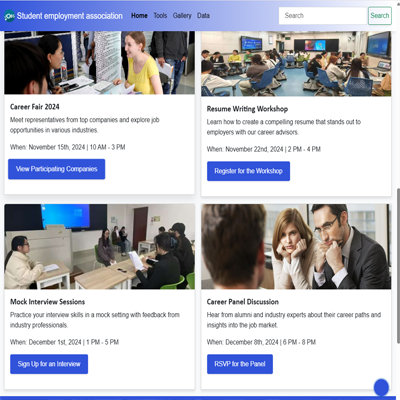 JOBS Student employment association Home Tools Gallery Data Search Search
Career Fair 2024
Meet representatives from top companies and explore job
opportunities in various industries.
When: November 15th, 2024 | 10 AM - 3 PM
View Participating Companies
Resume Writing Workshop
Learn how to create a compelling resume that stands out to
employers with our career advisors.
When: November 22nd, 2024 | 2 PM - 4 PM
Register for the Workshop
Mock Interview Sessions
Practice your interview skills in a mock setting with feedback from
industry professionals.
When: December 1st, 2024 | 1 PM - 5 PM
Sign Up for an Interview
Career Panel Discussion
Hear from alumni and industry experts about their career paths and
insights into the job market.
When: December 8th, 2024 | 6 PM - 8 PM
RSVP for the Panel